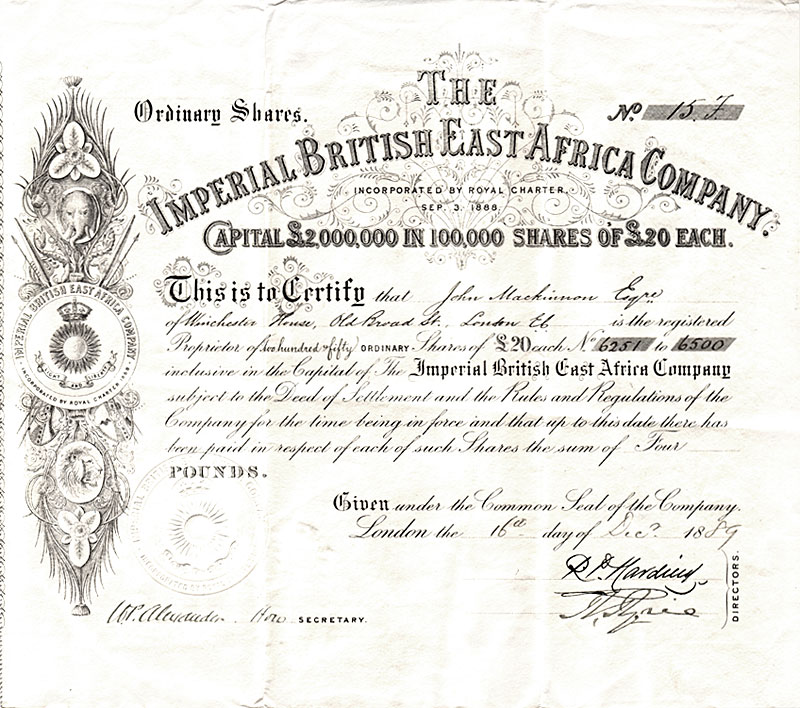 THE
Ordinary Shares.
No. 157
IMPERIAL BRITISH EAST AFRICA COMPANY.
INCORPORATED BY ROYAL CHARTER.
SEP. 3. 1888.
CAPITAL £2,000,000 IN 100,000 SHARES OF £20 EACH.
This is to Certify that John Mackinnon Esqre
of Winchester House, Old Broad St., London EC is the registered
Proprietor of two hundred & fifty ORDINARY Shares of £20 each No. 6251 to 6500
inclusive in the Capital of The Imperial British East Africa Company
subject to the Deed of Settlement and the Rules and Regulations of the
Company for the time being in force and that up to this date there has
been paid in respect of each of such Shares the sum of Four
POUNDS.
Given under the Common Seal of the Company.
London the 16th day of Decr. 1889
DIRECTORS.
SECRETARY.
IMPERIAL BRITISH EAST AFRICA COMPANY
LIGHT AND LIBERTY
INCORPORATED BY ROYAL CHARTER